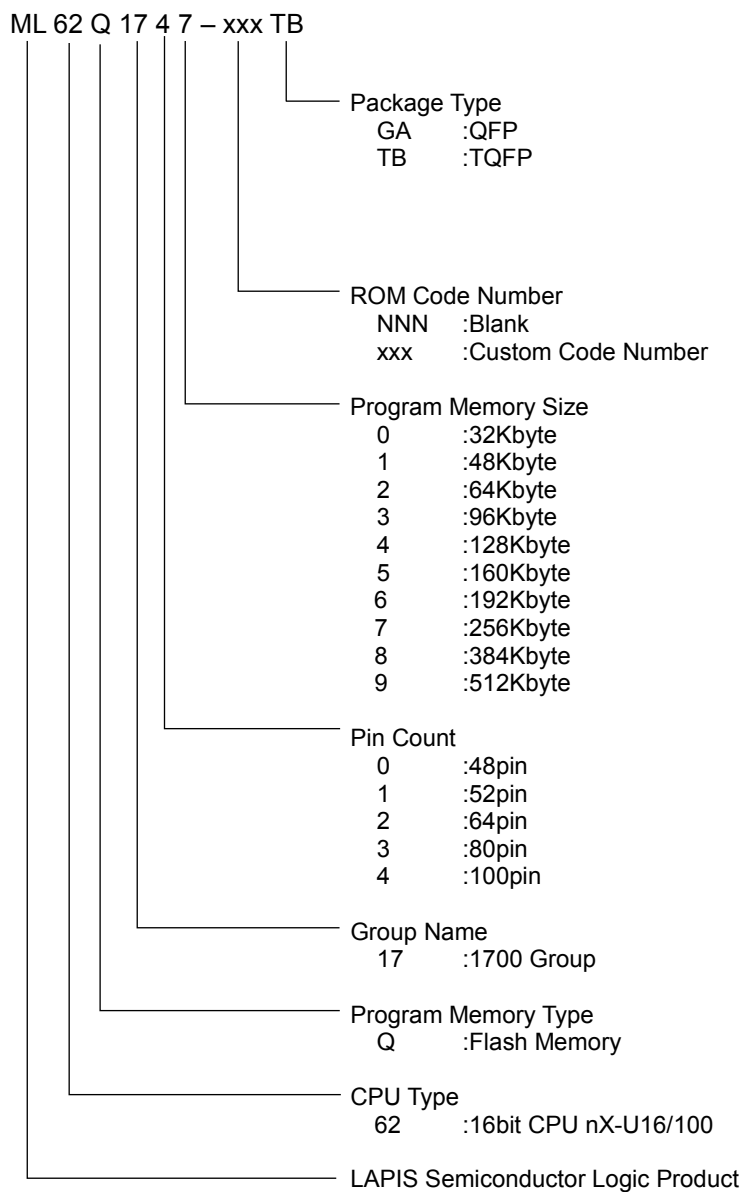 ML 62 Q 17 4 7 – xxx TB
Package Type
GA :QFP
TB :TQFP
ROM Code Number
NNN :Blank
xxx :Custom Code Number
Program Memory Size
0 :32Kbyte
1 :48Kbyte
2 :64Kbyte
3 :96Kbyte
4 :128Kbyte
5 :160Kbyte
6 :192Kbyte
7 :256Kbyte
8 :384Kbyte
9 :512Kbyte
Pin Count
0 :48pin
1 :52pin
2 :64pin
3 :80pin
4 :100pin
Group Name
17 :1700 Group
Program Memory Type
Q :Flash Memory
CPU Type
62 :16bit CPU nX-U16/100
LAPIS Semiconductor Logic Product